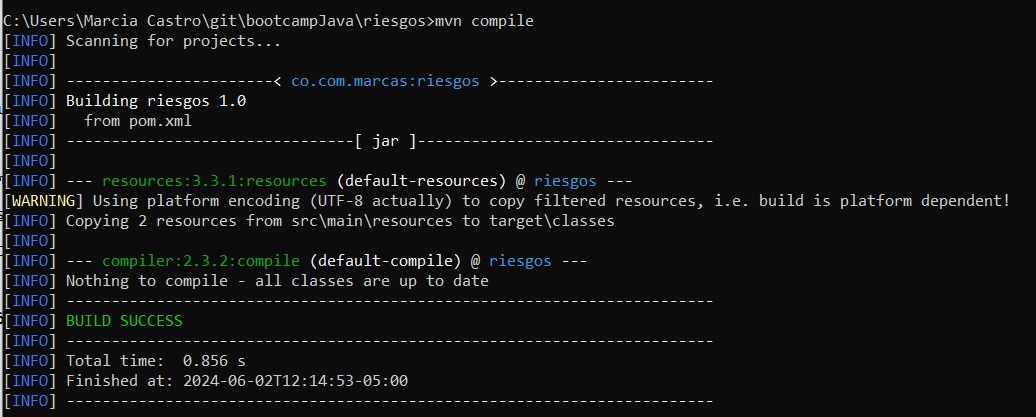 C:\Users\Marcia Castro\git\bootcampJava\riesgos>mvn compile
[INFO] Scanning for projects...
[INFO]
[INFO] -----------------------< co.com.marcas:riesgos >------------------------
[INFO] Building riesgos 1.0
[INFO]   from pom.xml
[INFO] --------------------------------[ jar ]---------------------------------
[INFO]
[INFO] --- resources:3.3.1:resources (default-resources) @ riesgos ---
[WARNING] Using platform encoding (UTF-8 actually) to copy filtered resources, i.e. build is platform dependent!
[INFO] Copying 2 resources from src\main\resources to target\classes
[INFO]
[INFO] --- compiler:2.3.2:compile (default-compile) @ riesgos ---
[INFO] Nothing to compile - all classes are up to date
[INFO] ------------------------------------------------------------------------
[INFO] BUILD SUCCESS
[INFO] ------------------------------------------------------------------------
[INFO] Total time:  0.856 s
[INFO] Finished at: 2024-06-02T12:14:53-05:00
[INFO] ------------------------------------------------------------------------